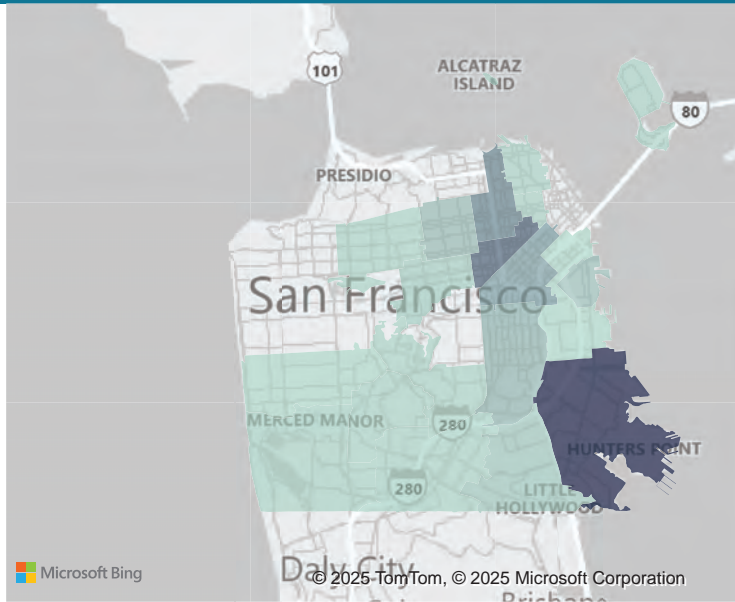 101
ALCATRAZ
ISLAND
80
PRESIDIO
San Francisco
MERCED MANOR
280
HUNTERS POINT
280
LITTLE
HOLLYWOOD
Daly City
Microsoft Bing
© 2025 TomTom, © 2025 Microsoft Corporation